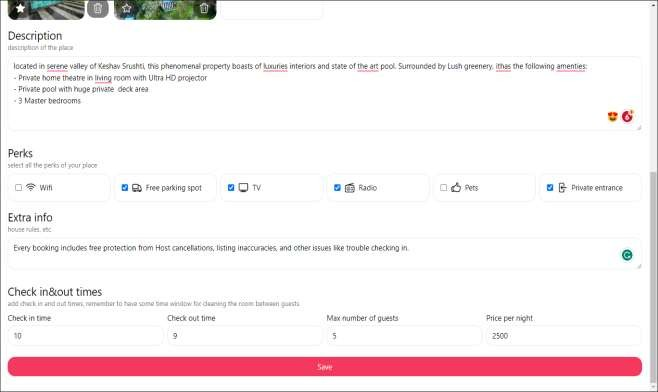 Description
description of the place
located in serene valley of Keshav Srushti, this phenomenal property boasts of luxuries interiors and state of the art pool. Surrounded by Lush greenery, ithas the following amenties:
- Private home theatre in living room with Ultra HD projector
- Private pool with huge private  deck area
- 3 Master bedrooms
Perks
select all the perks of your place
Wifi
Free parking spot
TV
Radio
Pets
Private entrance
Extra info
house rules, etc
Every booking includes free protection from Host cancellations, listing inaccuracies, and other issues like trouble checking in.
Check in&out times
add check in and out times, remember to have some time window for cleaning the room between guests
Check in time
Check out time
Max number of guests
Price per night
10
9
5
2500
Save